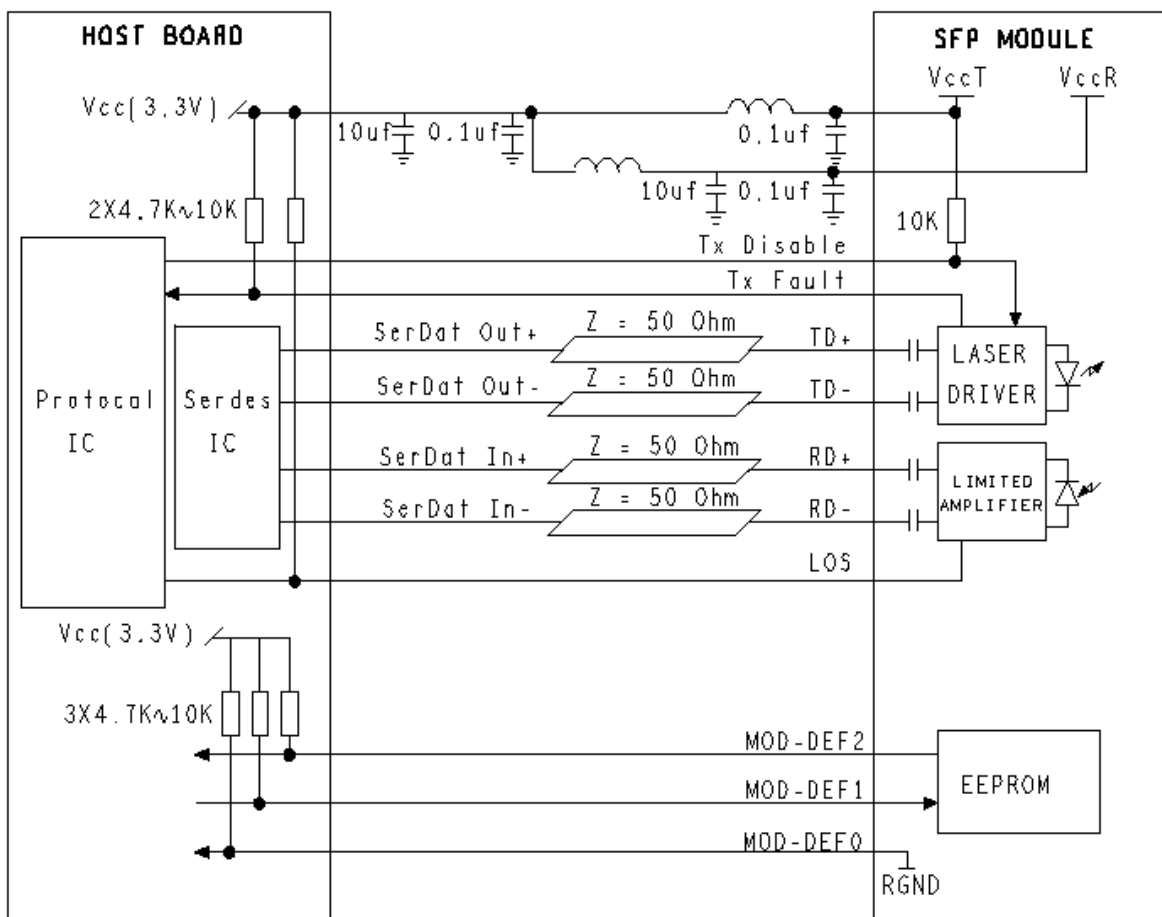 HOST BOARD
SFP MODULE
VccT
VccR
Vcc(3.3V)
10uf
0.1uf
0.1uf
10uf
0.1uf
2X4.7K~10K
10K
Tx Disable
Tx Fault
Z = 50 Ohm
SerDat Out+
TD+
LASER
DRIVER
Z = 50 Ohm
SerDat Out-
TD-
Protocal
IC
Serdes
IC
Z = 50 Ohm
SerDat In+
RD+
LIMITED
AMPLIFIER
Z = 50 Ohm
SerDat In-
RD-
LOS
Vcc(3.3V)
3X4.7K~10K
MOD-DEF2
MOD-DEF1
EEPROM
MOD-DEF0
RGND